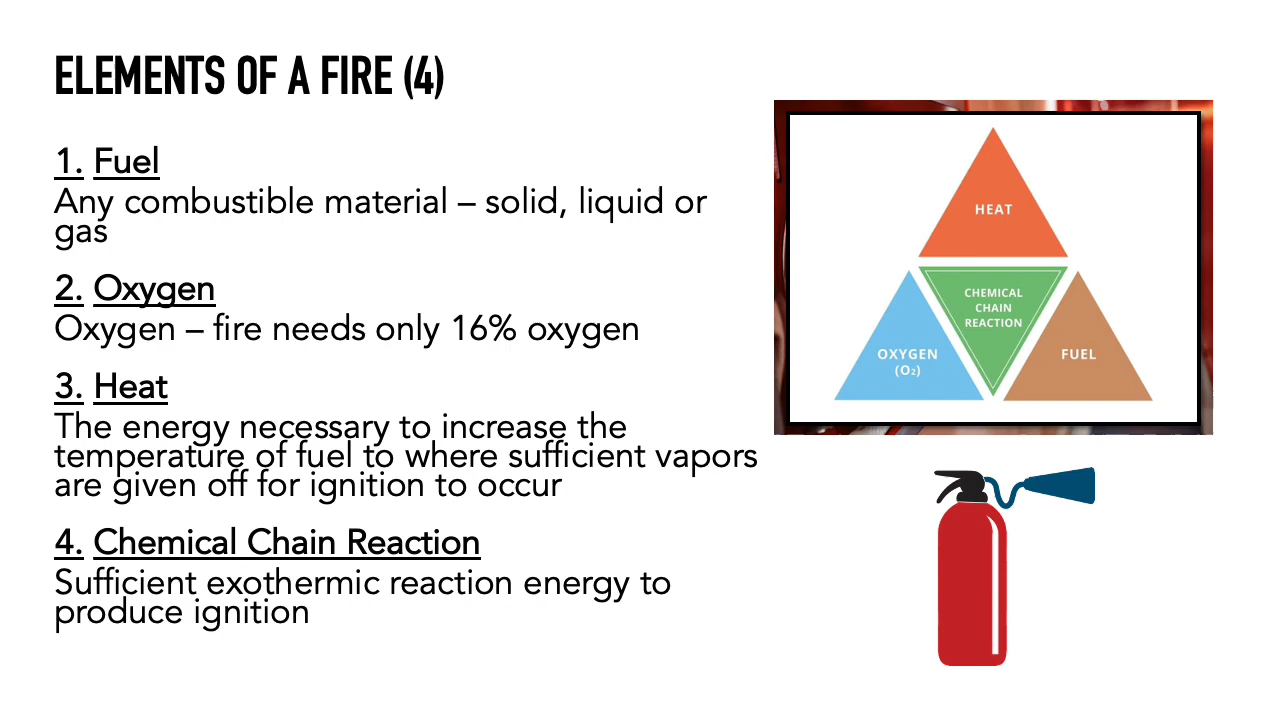 ELEMENTS OF A FIRE (4)
1. Fuel
Any combustible material – solid, liquid or
gas
2. Oxygen
Oxygen – fire needs only 16% oxygen
3. Heat
The energy necessary to increase the
temperature of fuel to where sufficient vapors
are given off for ignition to occur
4. Chemical Chain Reaction
Sufficient exothermic reaction energy to
produce ignition
HEAT
CHEMICAL
CHAIN
REACTION
OXYGEN
(O₂)
FUEL